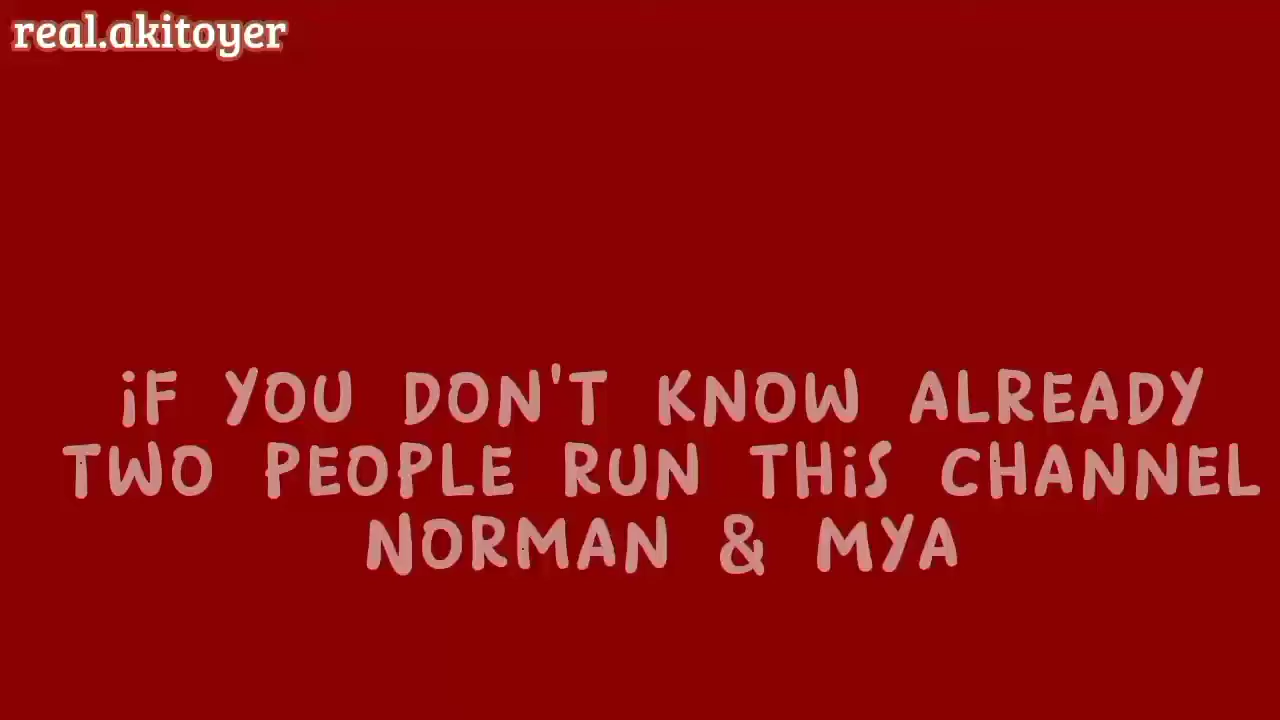 real.akitoyer
iF YOU DON'T KNOW ALREADY
TWO PEOPLE RUN THiS CHANNEL
NORMAN & MYA